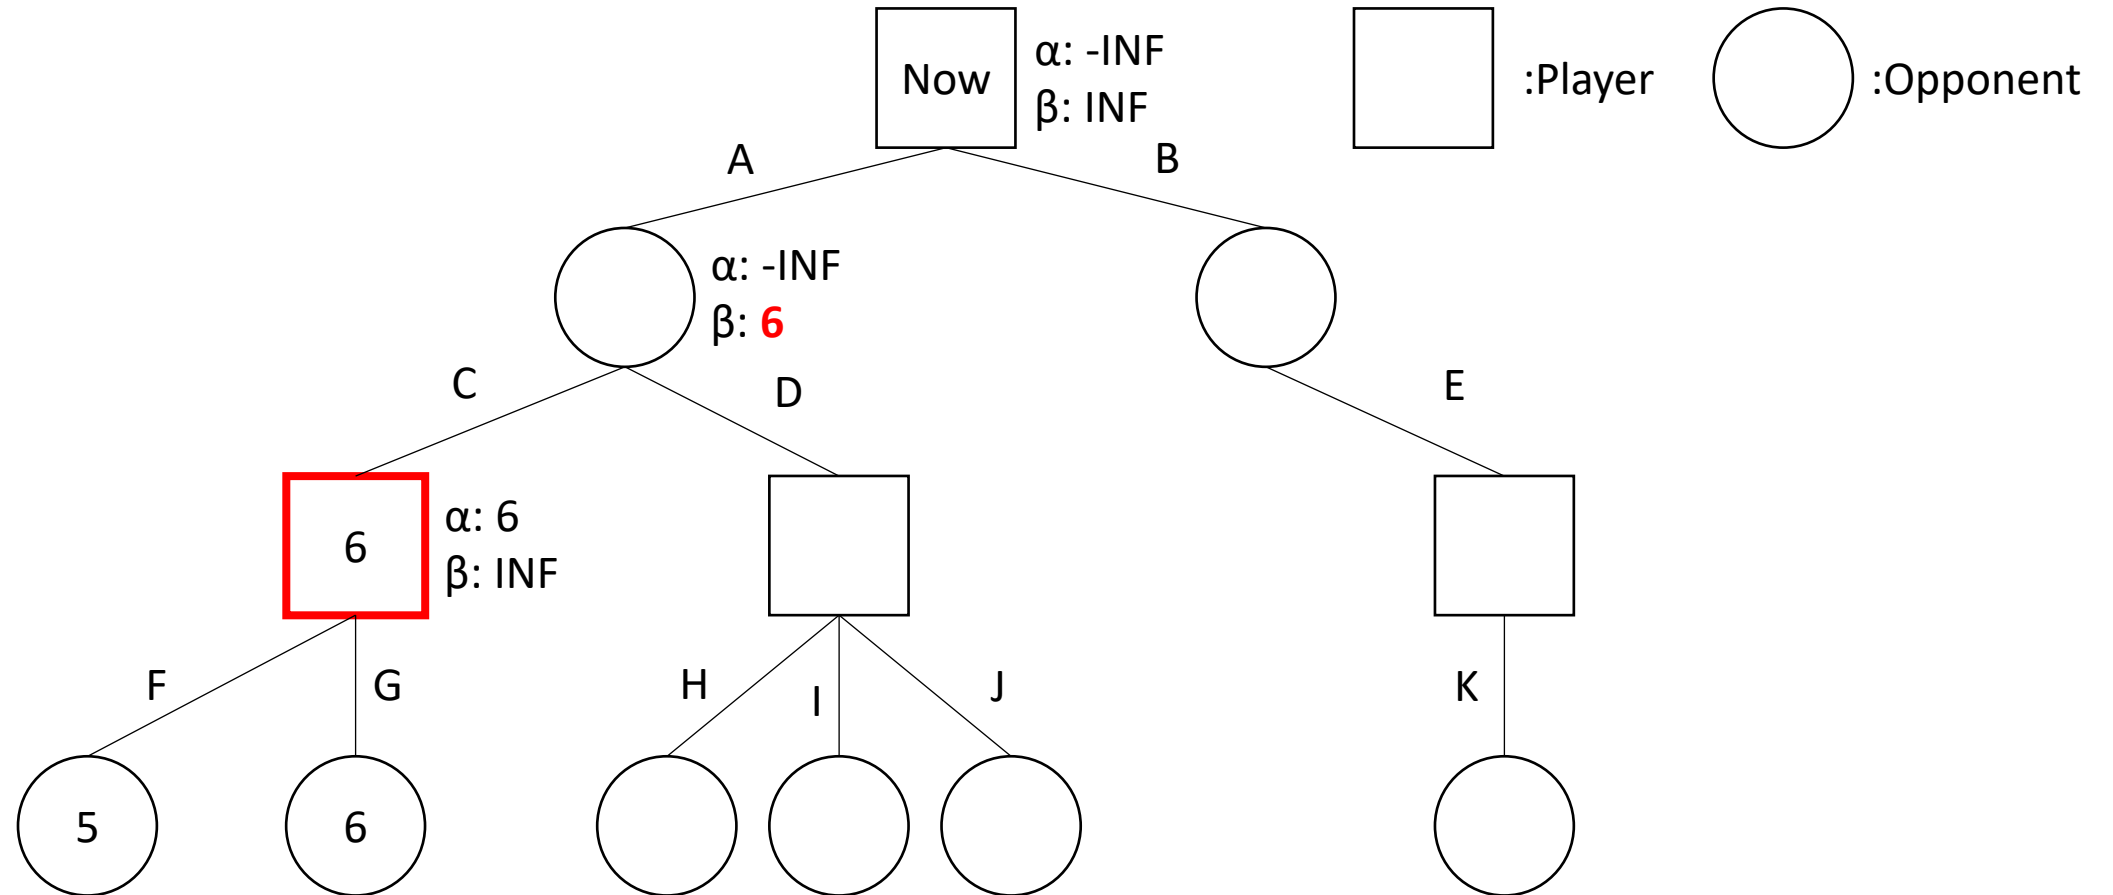 Now
α: -INF
β: INF
:Player
:Opponent
A
B
α: -INF
β: 6
C
D
E
6
α: 6
β: INF
F
G
H
I
J
K
5
6